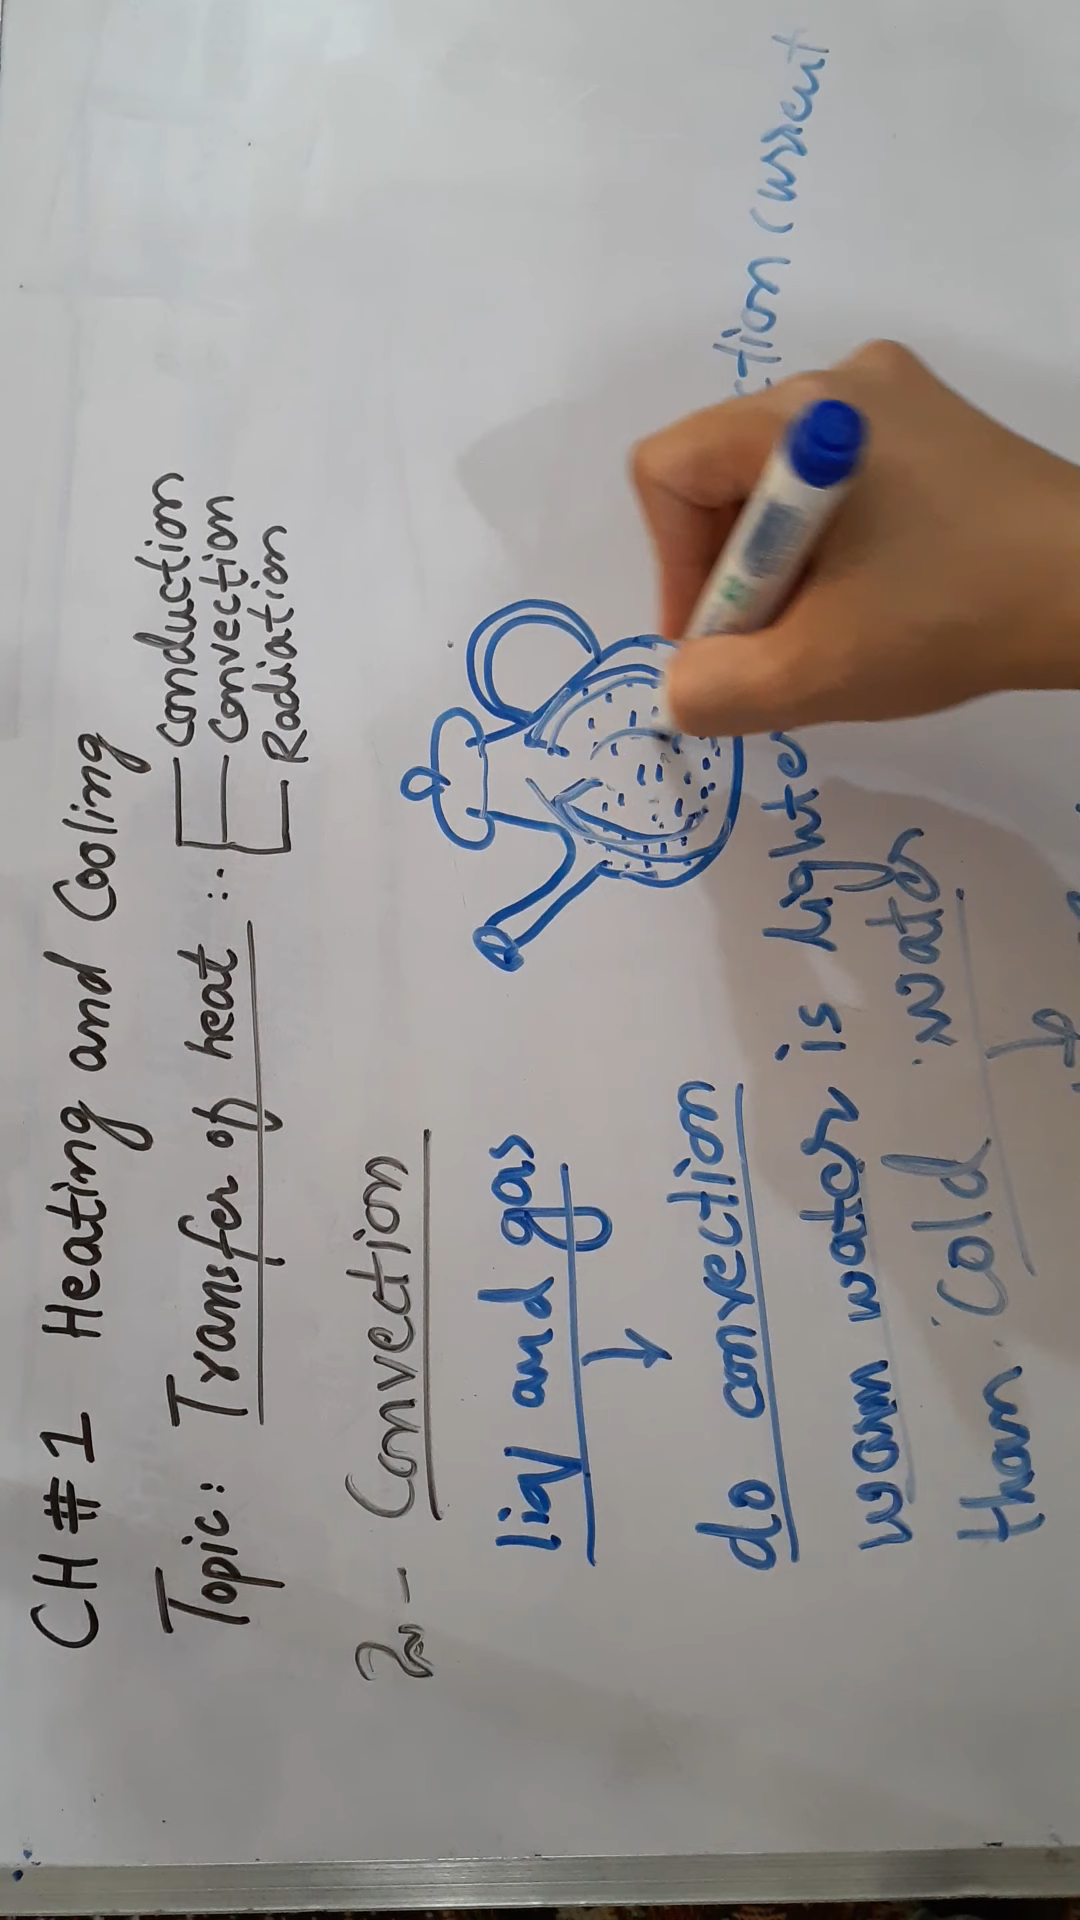 CH #1 Heating and Cooling
Topic: Transfer of heat :-
conduction
convection
Radiation
2 - Convection
liq and gas
do convection
tion current
warm water is lighter
than cold water